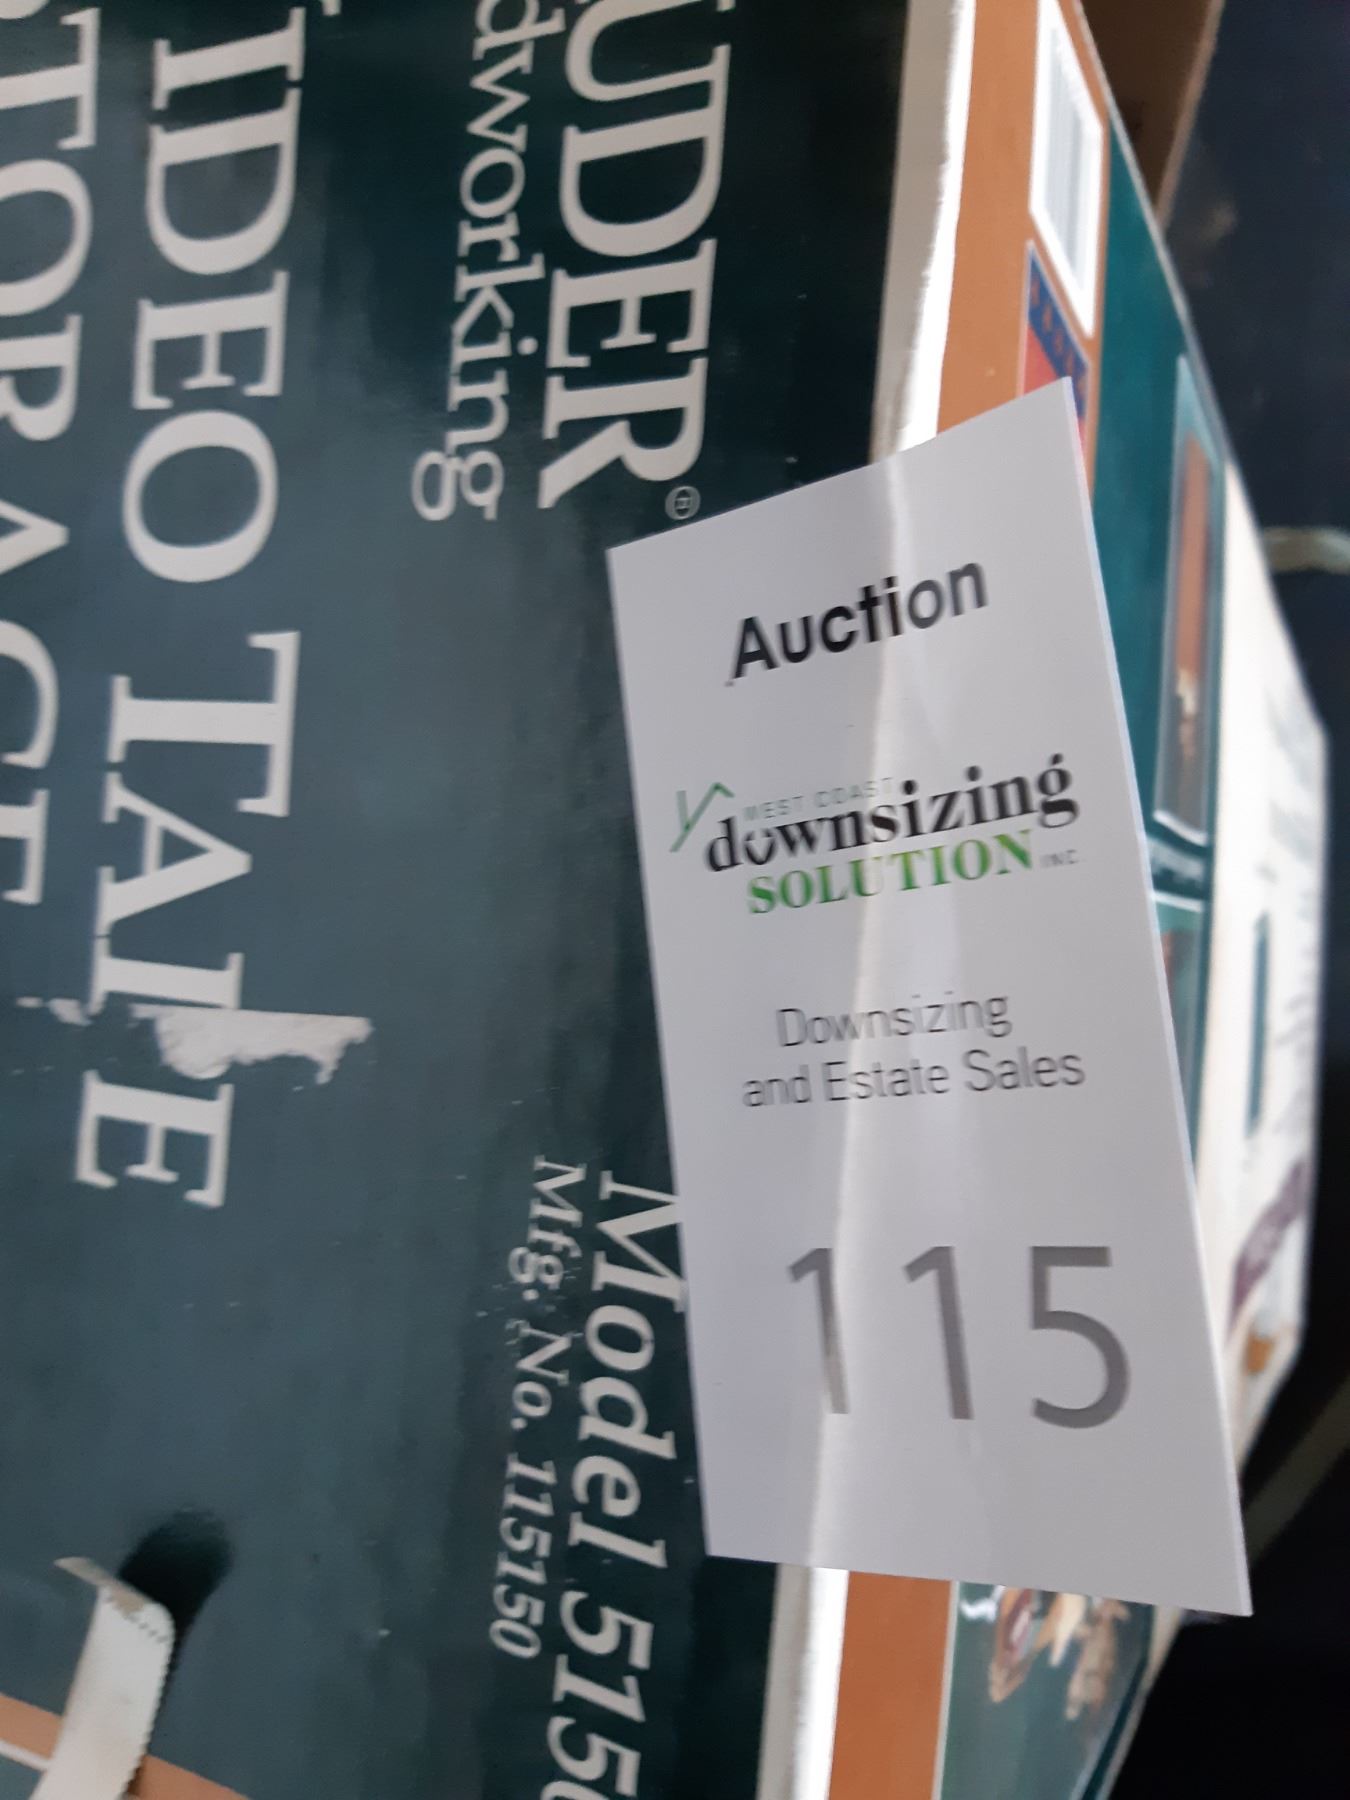 Auction
WEST COAST
downsizing
SOLUTION INC.
Downsizing
and Estate Sales
115
UDER®
dworking
Model 515
Mfg. No. 115150
IDEO TAPE
TORAGE